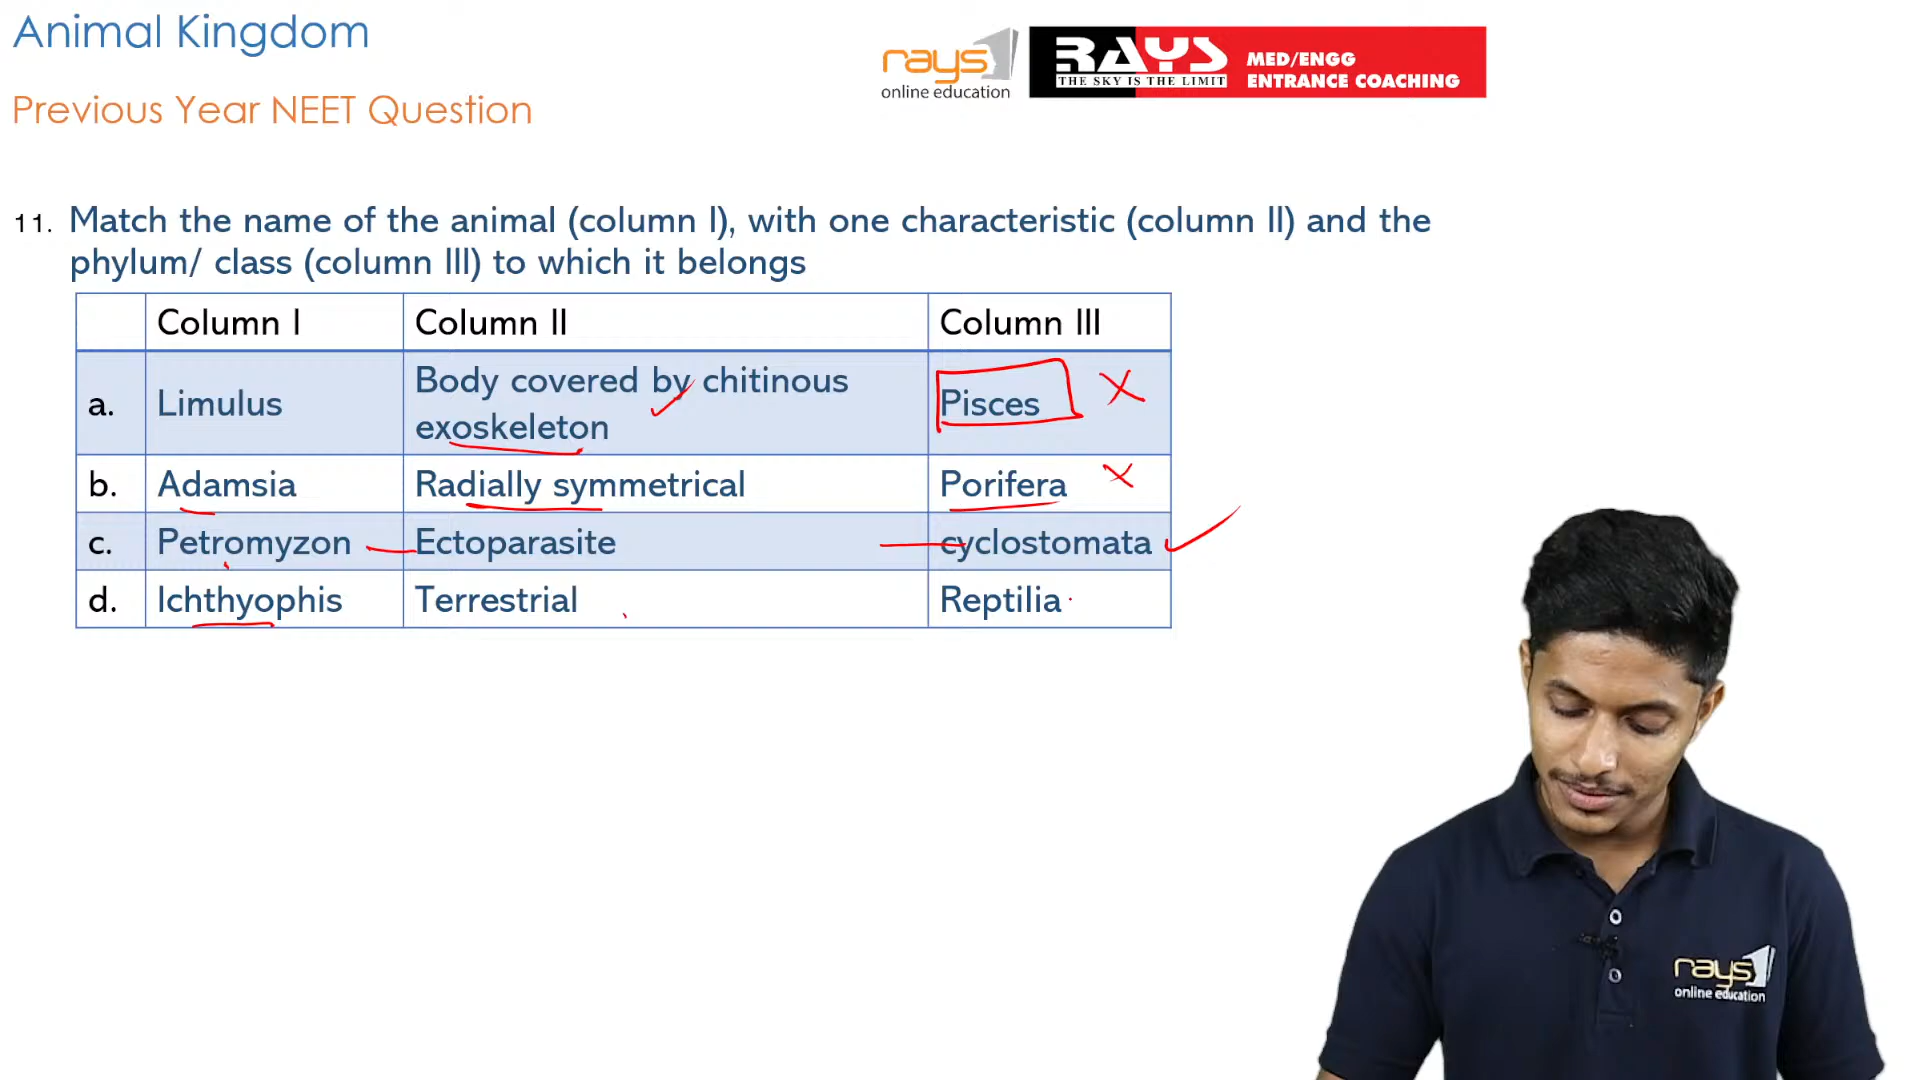 Animal Kingdom
rays
online education
RAYS
THE SKY IS THE LIMIT
MED/ENGG
ENTRANCE COACHING
Previous Year NEET Question
11. Match the name of the animal (column I), with one characteristic (column II) and the
phylum/ class (column III) to which it belongs
Column I Column II Column III
a. Limulus Body covered by chitinous exoskeleton Pisces
b. Adamsia Radially symmetrical Porifera
c. Petromyzon Ectoparasite cyclostomata
d. Ichthyophis Terrestrial Reptilia
rays
online education